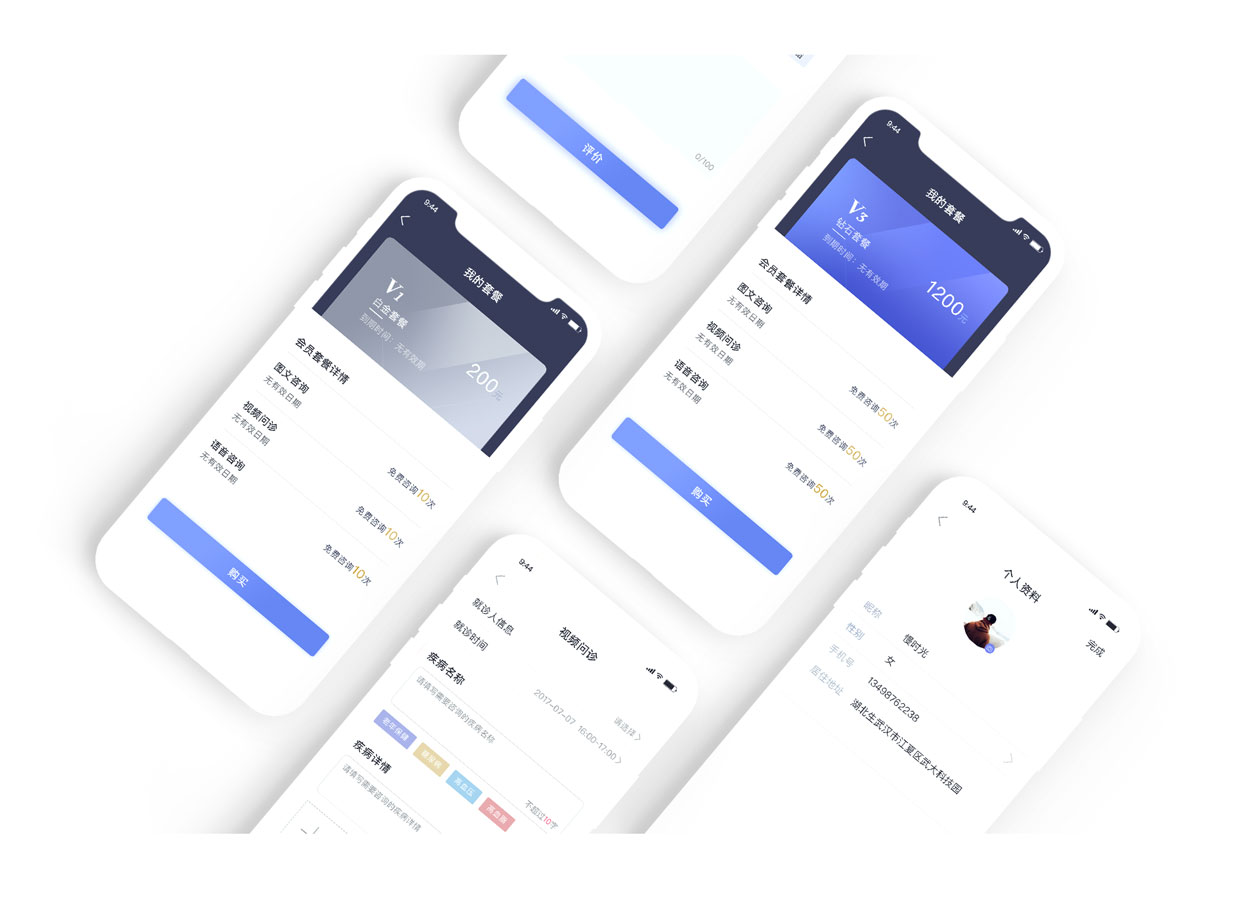 0/100
评价
9:44
我的套餐
V1
白金套餐
到期时间：无有效期
200元
会员套餐详情
图文咨询
无有效日期
免费咨询10次
视频问诊
无有效日期
免费咨询10次
语音咨询
无有效日期
免费咨询10次
购买
9:44
我的套餐
V3
钻石套餐
到期时间：无有效期
1200元
会员套餐详情
图文咨询
无有效日期
免费咨询50次
视频问诊
无有效日期
免费咨询50次
语音咨询
无有效日期
免费咨询50次
购买
9:44
视频问诊
就诊人信息
请选择
就诊时间
2017-07-07 16:00-17:00
疾病名称
请填写需要咨询的疾病名称
不超过10字
老年保健
糖尿病
高血压
高血脂
疾病详情
请填写需要咨询的疾病详情
9:44
个人资料
完成
昵称
慢时光
性别
女
手机号
13498762238
居住地址
湖北生武汉市江夏区武大科技园